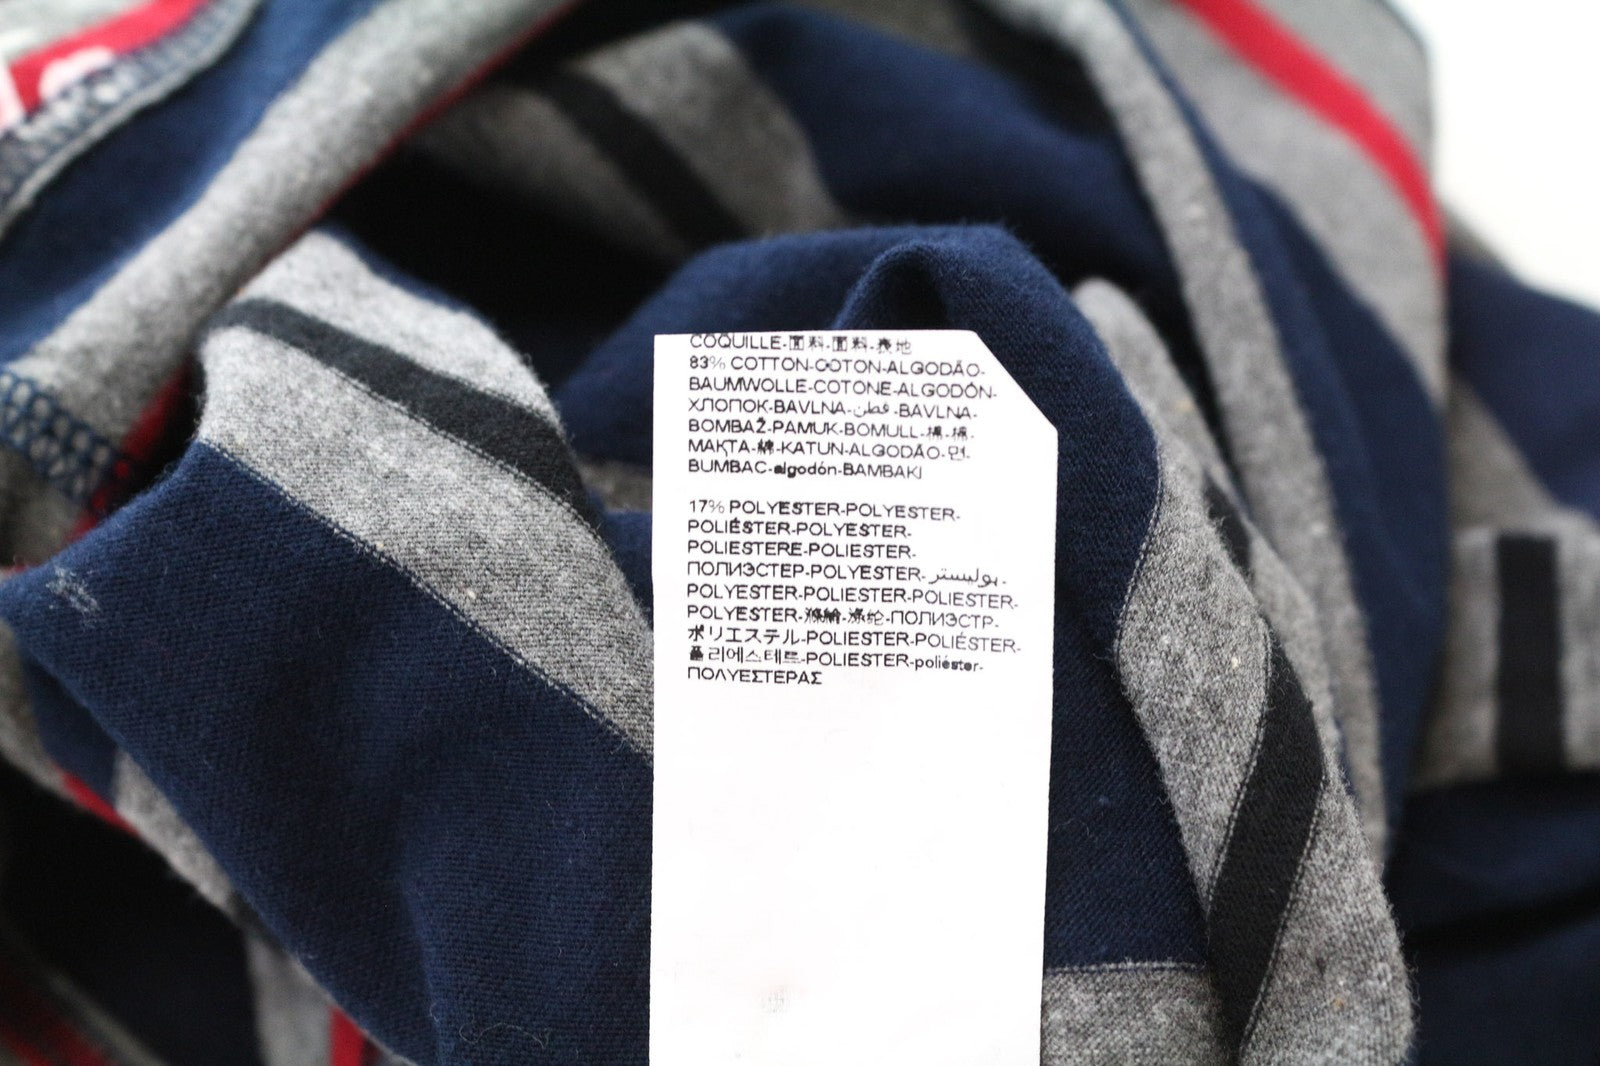 COQUILLE-面料-面料-表地
83% COTTON-COTON-ALGODÃO-
BAUMWOLLE-COTONE-ALGODÓN-
ХЛОПОК-BAVLNA-قطن-BAVLNA-
BOMBAŽ-PAMUK-BOMULL-棉-棉-
МАҚТА-綿-KATUN-ALGODÃO-면-
BUMBAC-algodón-BAMBAKI
17% POLYESTER-POLYESTER-
POLIÉSTER-POLYESTER-
POLIESTERE-POLIESTER-
ПОЛИЭСТЕР-POLYESTER-بوليستر-
POLYESTER-POLIESTER-POLIESTER-
POLYESTER-滌綸-涤纶-ПОЛИЭСТР-
ポリエステル-POLIESTER-POLIÉSTER-
폴리에스테르-POLIESTER-poliéster-
ΠΟΛΥΕΣΤΕΡΑΣ